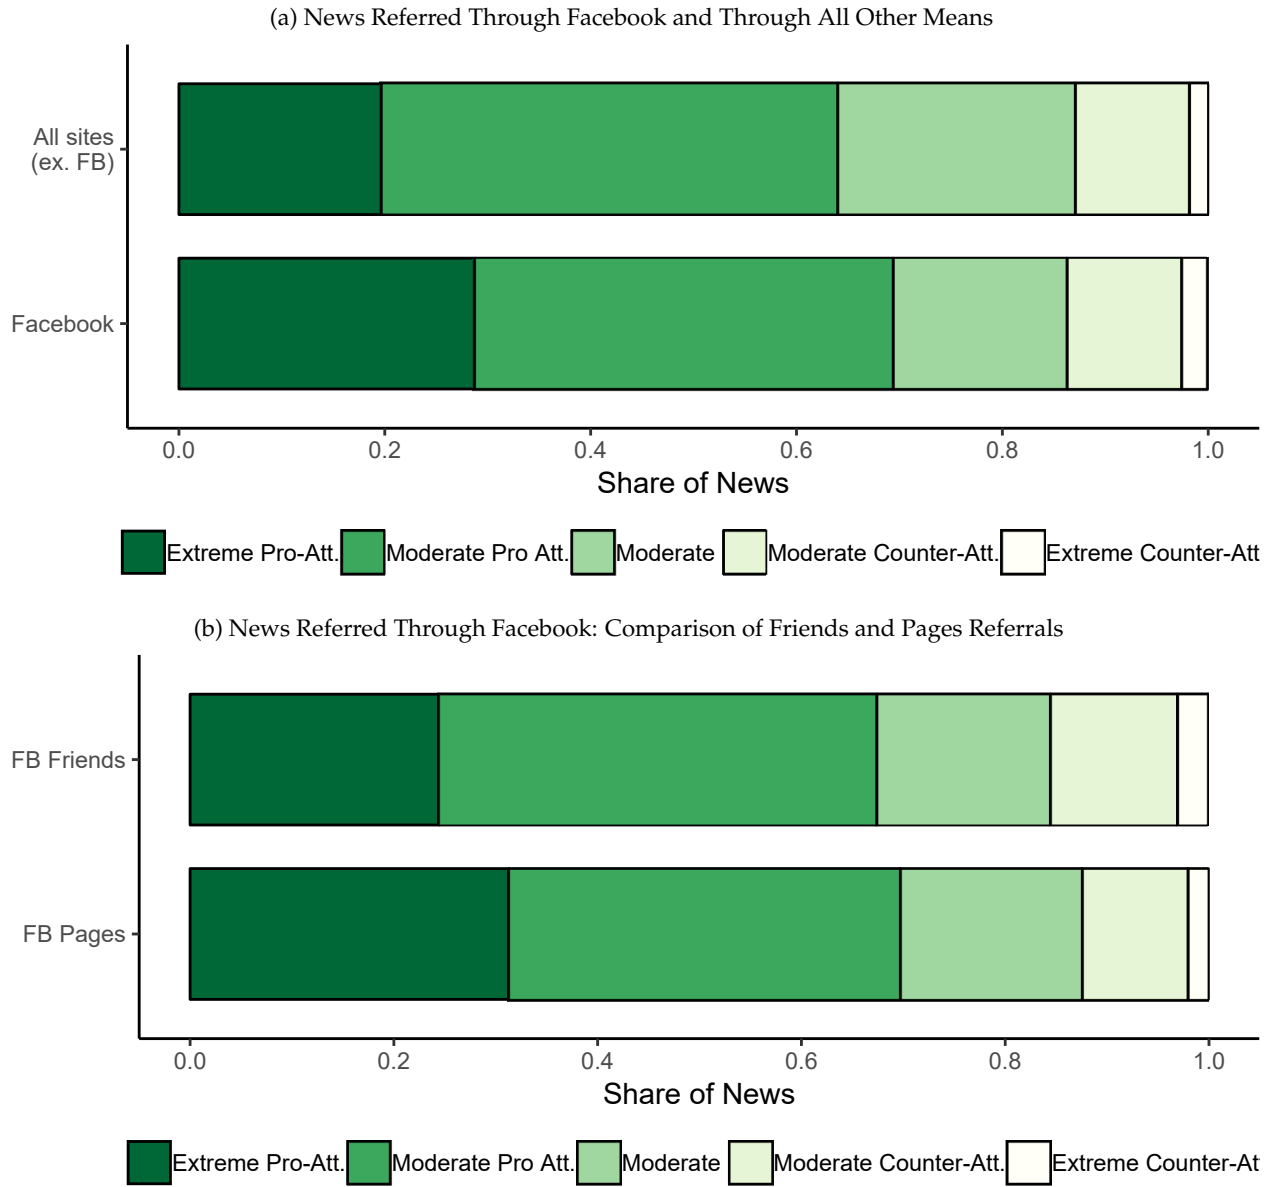 (a) News Referred Through Facebook and Through All Other Means
All sites
(ex. FB)
Facebook
0.0 0.2 0.4 0.6 0.8 1.0
Share of News
Extreme Pro-Att. Moderate Pro Att. Moderate Moderate Counter-Att. Extreme Counter-Att
(b) News Referred Through Facebook: Comparison of Friends and Pages Referrals
FB Friends
FB Pages
0.0 0.2 0.4 0.6 0.8 1.0
Share of News
Extreme Pro-Att. Moderate Pro Att. Moderate Moderate Counter-Att. Extreme Counter-At